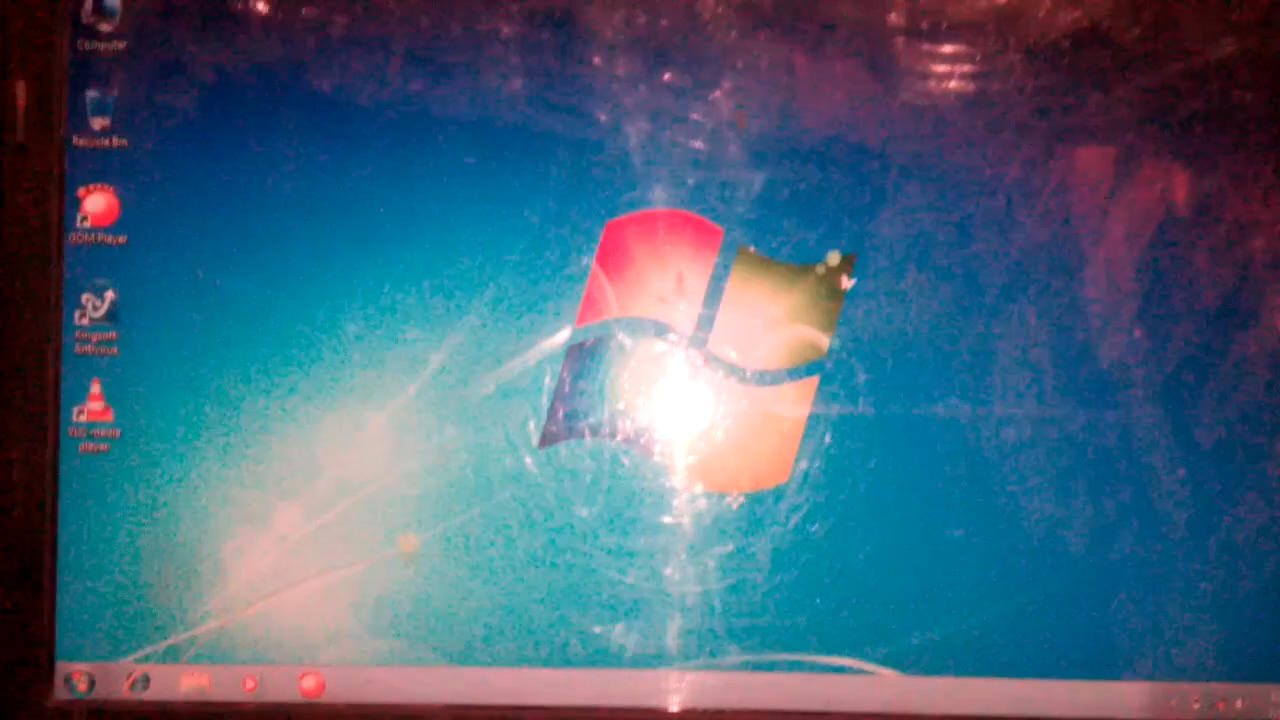 Computer
Recycle Bin
GOM Player
Kingsoft
Antivirus
VLC media
player